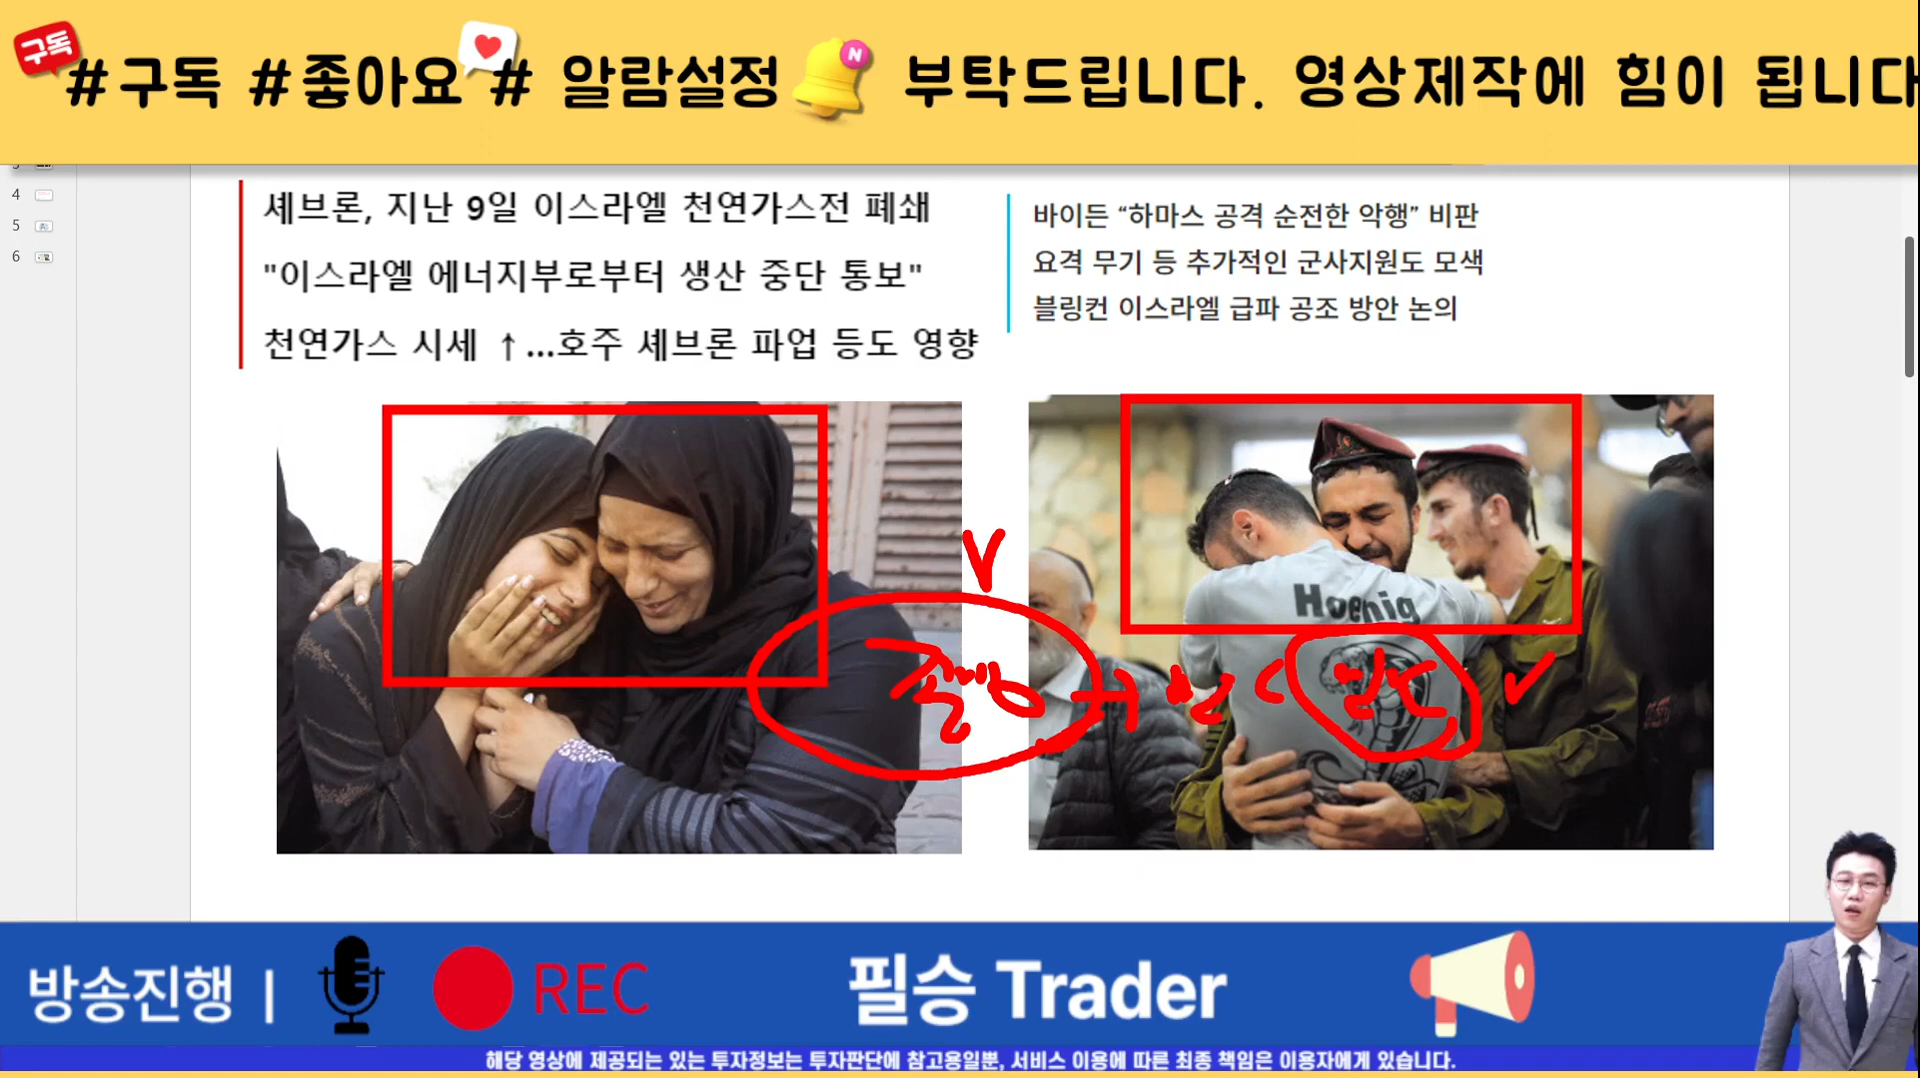 구독
#구독 #좋아요 # 알람설정 N 부탁드립니다. 영상제작에 힘이 됩니다
4
5
6
셰브론, 지난 9일 이스라엘 천연가스전 폐쇄
"이스라엘 에너지부로부터 생산 중단 통보"
천연가스 시세 ↑...호주 셰브론 파업 등도 영향
바이든 “하마스 공격 순전한 악행” 비판
요격 무기 등 추가적인 군사지원도 모색
블링컨 이스라엘 급파 공조 방안 논의
Hoenig
방송진행 |
REC
필승 Trader
해당 영상에 제공되는 있는 투자정보는 투자판단에 참고용일뿐, 서비스 이용에 따른 최종 책임은 이용자에게 있습니다.